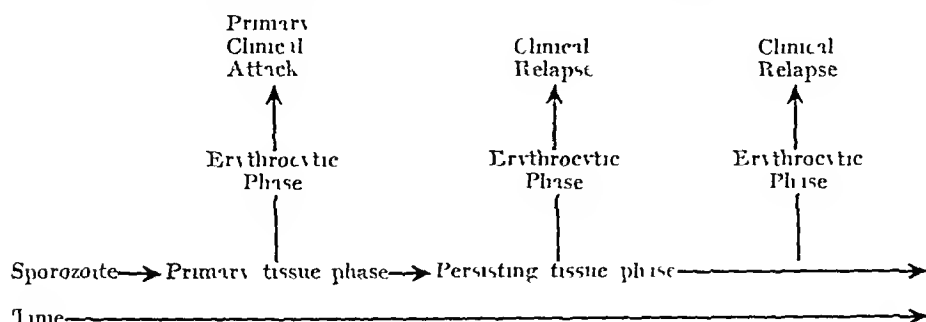 Primary
Clinical
Attack
Clinical
Relapse
Clinical
Relapse
Erythrocytic
Phase
Erythrocytic
Phase
Erythrocytic
Phase
Sporozoite Primary tissue phase Persisting tissue phase
Time